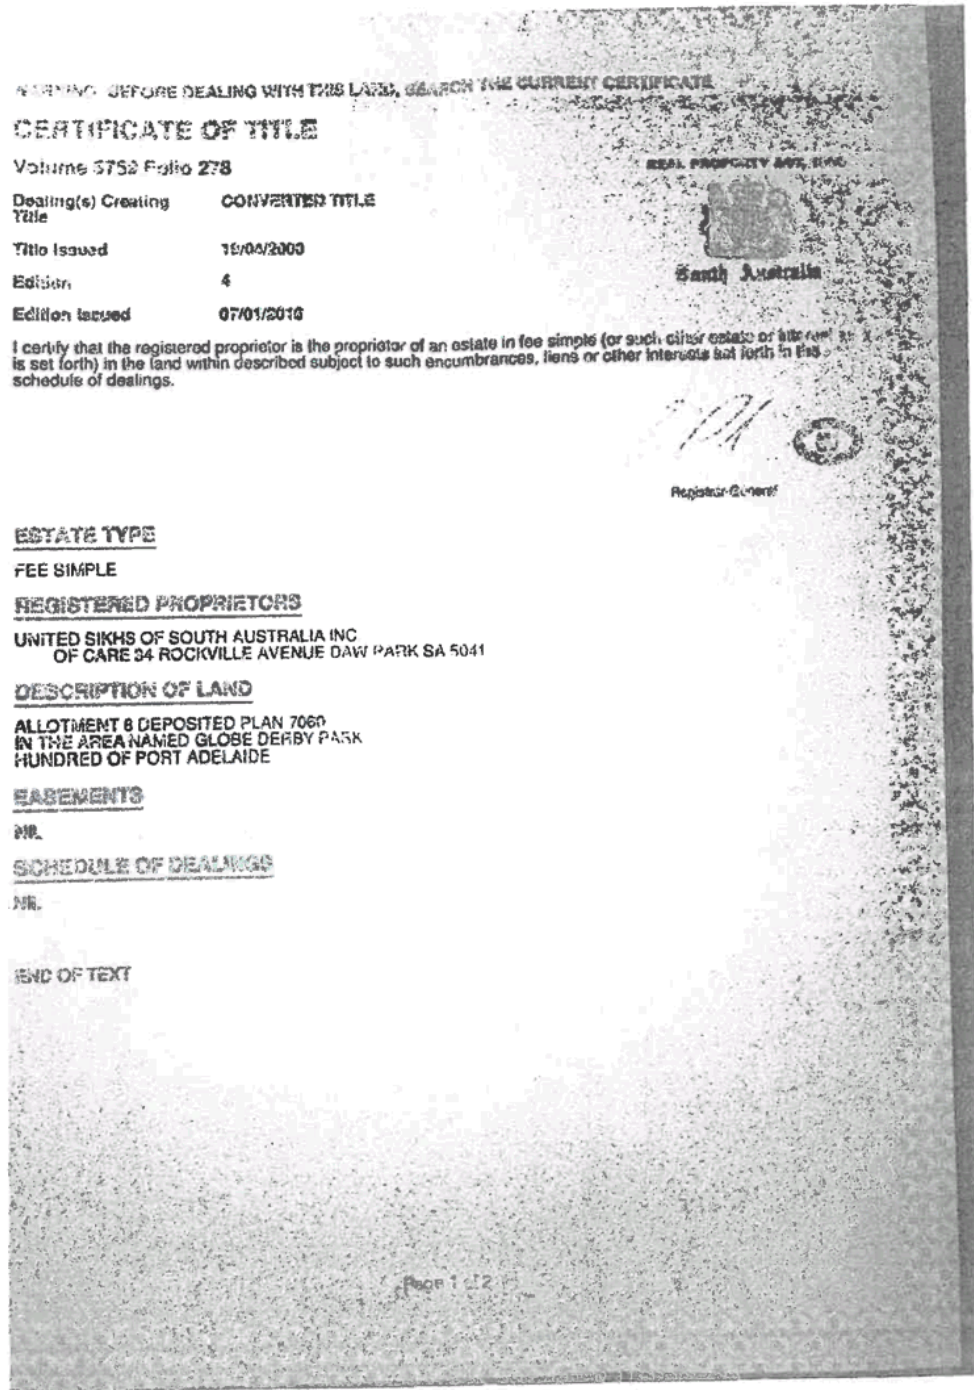 WARNING: BEFORE DEALING WITH THIS LAND, SEARCH THE CURRENT CERTIFICATE
CERTIFICATE OF TITLE
Volume 5752 Folio 278
REAL PROPERTY ACT, 1886
Dealing(s) Creating Title
CONVERTED TITLE
Title Issued
South Australia
Edition 4
Edition Issued 07/01/2010
I certify that the registered proprietor is the proprietor of an estate in fee simple (or such other estate or interest as
is set forth) in the land within described subject to such encumbrances, liens or other interests set forth in the
schedule of dealings.
Registrar-General
ESTATE TYPE
FEE SIMPLE
REGISTERED PROPRIETORS
UNITED SIKHS OF SOUTH AUSTRALIA INC
OF CARE 34 ROCKVILLE AVENUE DAW PARK SA 5041
DESCRIPTION OF LAND
ALLOTMENT 6 DEPOSITED PLAN 7060
IN THE AREA NAMED GLOBE DERBY PARK
HUNDRED OF PORT ADELAIDE
EASEMENTS
NIL
SCHEDULE OF DEALINGS
NIL
END OF TEXT
Page 1 of 2